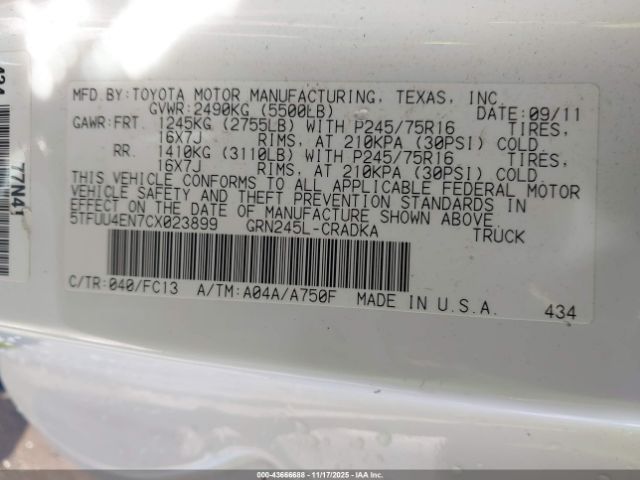 MFD.BY:TOYOTA MOTOR MANUFACTURING, TEXAS, INC.
GVWR:2490KG (5500LB) DATE:09/11
GAWR:FRT. 1245KG (2755LB) WITH P245/75R16 TIRES,
16X7J RIMS, AT 210KPA (30PSI) COLD.
RR. 1410KG (3110LB) WITH P245/75R16 TIRES,
16X7J RIMS, AT 210KPA (30PSI) COLD.
THIS VEHICLE CONFORMS TO ALL APPLICABLE FEDERAL MOTOR
VEHICLE SAFETY AND THEFT PREVENTION STANDARDS IN
EFFECT ON THE DATE OF MANUFACTURE SHOWN ABOVE.
5TFUU4EN7CX023899 GRN245L-CRADKA TRUCK
C/TR:040/FC13 A/TM:A04A/A750F MADE IN U.S.A. 434
77N41
000-43666688 - 11/17/2025 - IAA Inc.